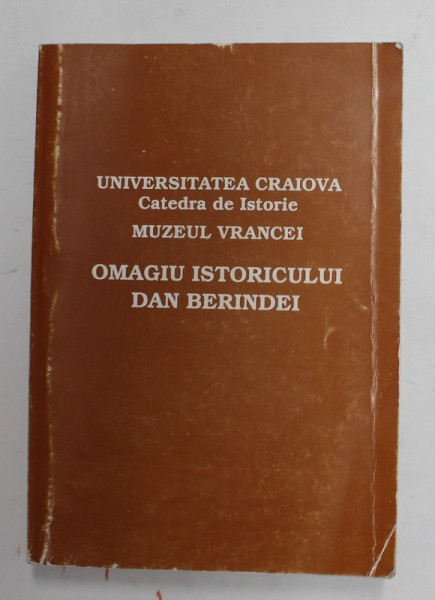 UNIVERSITATEA CRAIOVA
Catedra de Istorie
MUZEUL VRANCEI
OMAGIU ISTORICULUI
DAN BERINDEI